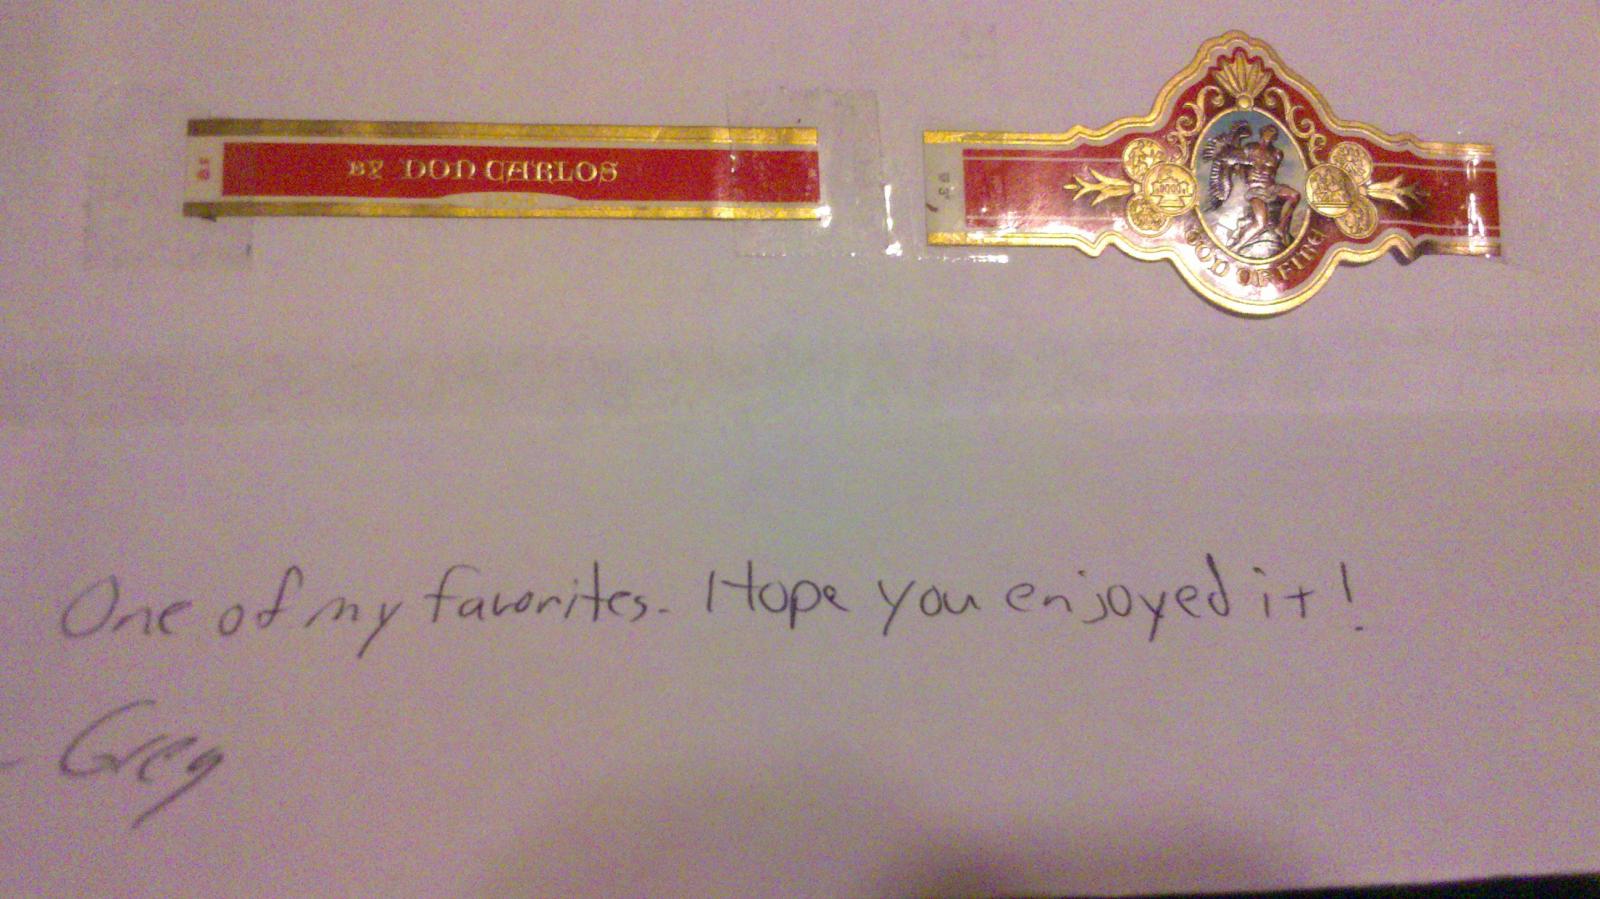 BY DON CARLOS
GOD OF FIRE
One of my favorites. Hope you enjoyed it!
- Greg